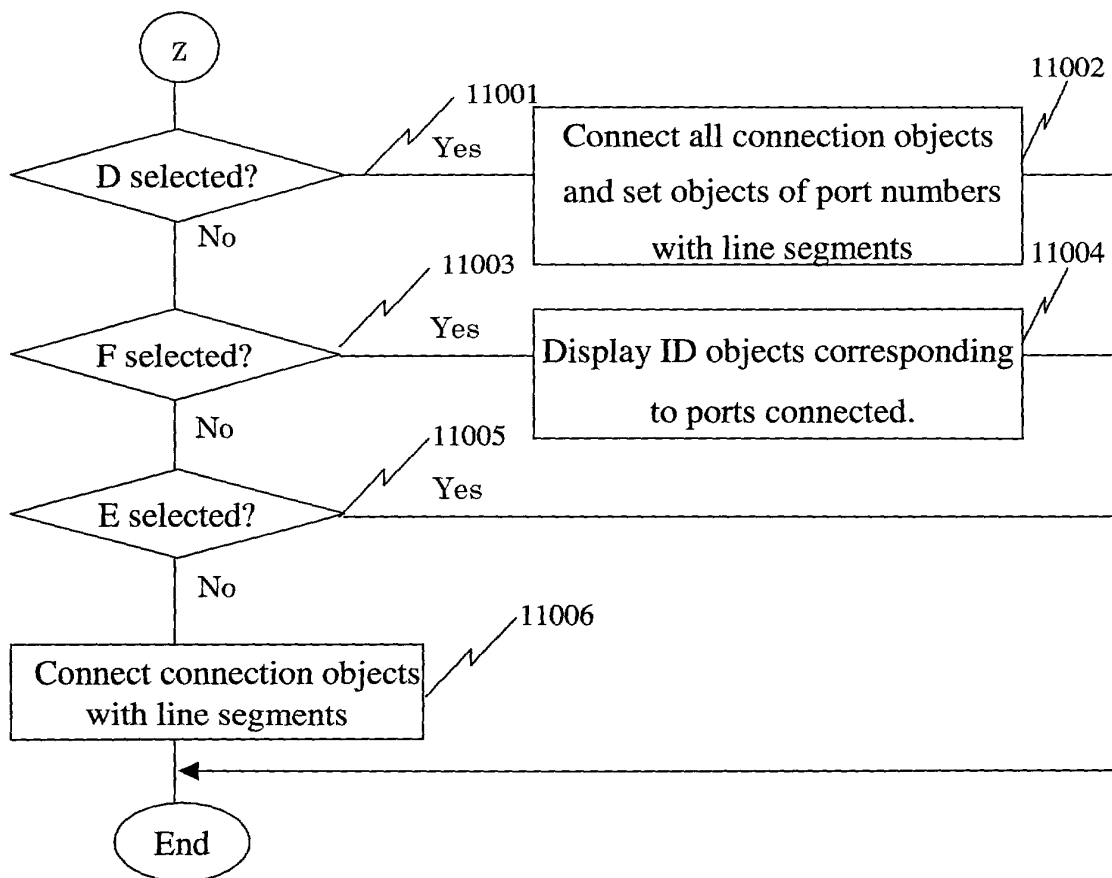 Z
11001
11002
D selected?
Yes
Connect all connection objects
and set objects of port numbers
with line segments
No
11003
11004
F selected?
Yes
Display ID objects corresponding
to ports connected.
No
11005
E selected?
Yes
No
11006
Connect connection objects
with line segments
End